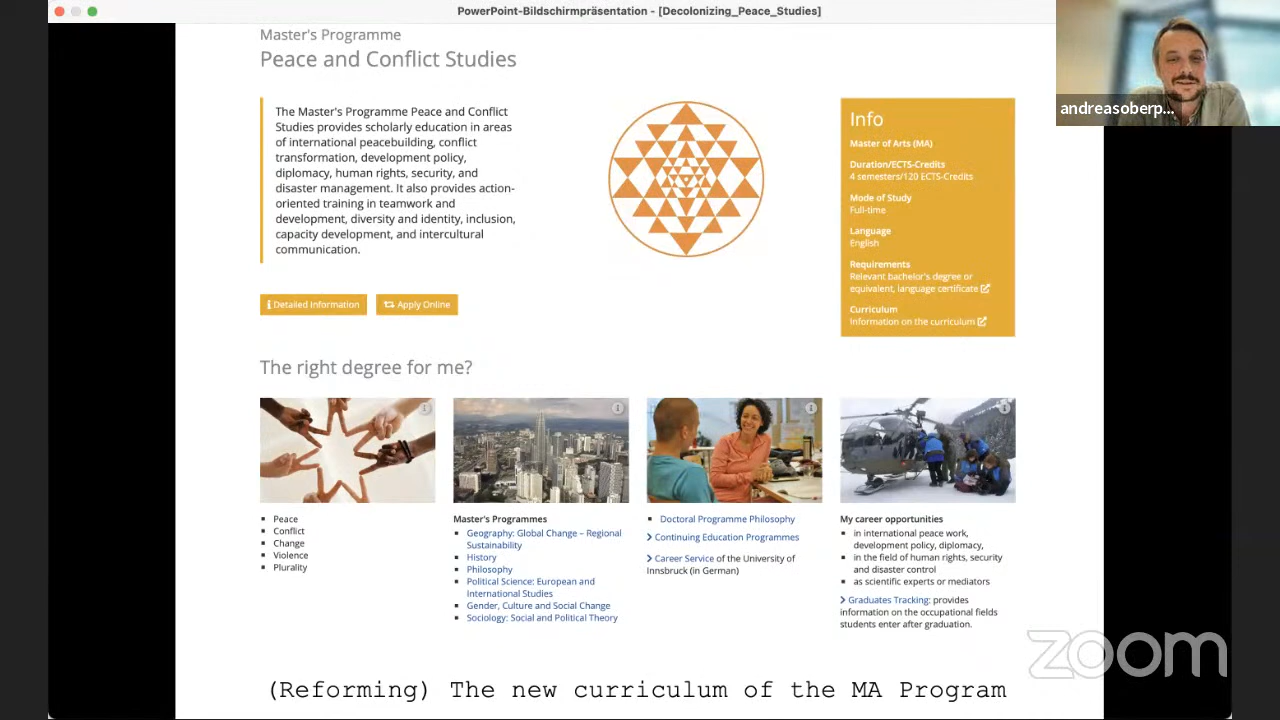 PowerPoint-Bildschirmpräsentation - [Decolonizing_Peace_Studies]
andreasoberp...
Master's Programme
Peace and Conflict Studies
The Master's Programme Peace and Conflict
Studies provides scholarly education in areas
of international peacebuilding, conflict
transformation, development policy,
diplomacy, human rights, security, and
disaster management. It also provides action-
oriented training in teamwork and
development, diversity and identity, inclusion,
capacity development, and intercultural
communication.
Detailed Information
Apply Online
Info
Master of Arts (MA)
Duration/ECTS-Credits
4 semesters/120 ECTS-Credits
Mode of Study
Full-time
Language
English
Requirements
Relevant bachelor's degree or
equivalent, language certificate
Curriculum
Information on the curriculum
The right degree for me?
Peace
Conflict
Change
Violence
Plurality
Master's Programmes
Geography: Global Change – Regional
Sustainability
History
Philosophy
Political Science: European and
International Studies
Gender, Culture and Social Change
Sociology: Social and Political Theory
Doctoral Programme Philosophy
Continuing Education Programmes
Career Service of the University of
Innsbruck (in German)
My career opportunities
in international peace work,
development policy, diplomacy,
in the field of human rights, security
and disaster control
as scientific experts or mediators
Graduates Tracking: provides
information on the occupational fields
students enter after graduation.
zoom
(Reforming) The new curriculum of the MA Program